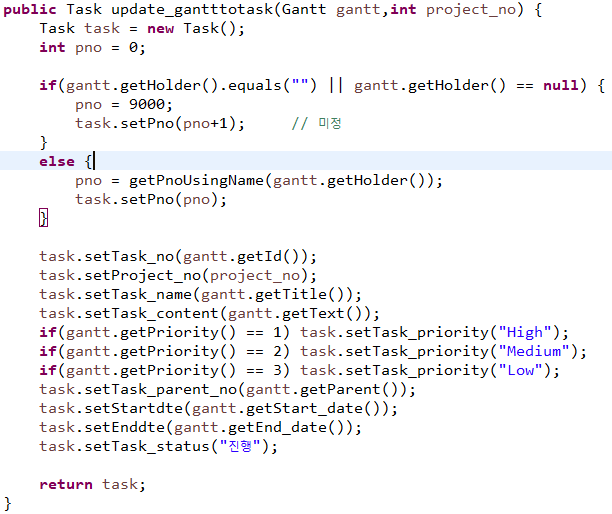 public Task update_gantttotask(Gantt gantt,int project_no) {
    Task task = new Task();
    int pno = 0;

    if(gantt.getHolder().equals("") || gantt.getHolder() == null) {
        pno = 9000;
        task.setPno(pno+1);     // 미정
    }
    else {
        pno = getPnoUsingName(gantt.getHolder());
        task.setPno(pno);
    }

    task.setTask_no(gantt.getId());
    task.setProject_no(project_no);
    task.setTask_name(gantt.getTitle());
    task.setTask_content(gantt.getText());
    if(gantt.getPriority() == 1) task.setTask_priority("High");
    if(gantt.getPriority() == 2) task.setTask_priority("Medium");
    if(gantt.getPriority() == 3) task.setTask_priority("Low");
    task.setTask_parent_no(gantt.getParent());
    task.setStartdte(gantt.getStart_date());
    task.setEnddte(gantt.getEnd_date());
    task.setTask_status("진행");

    return task;
}